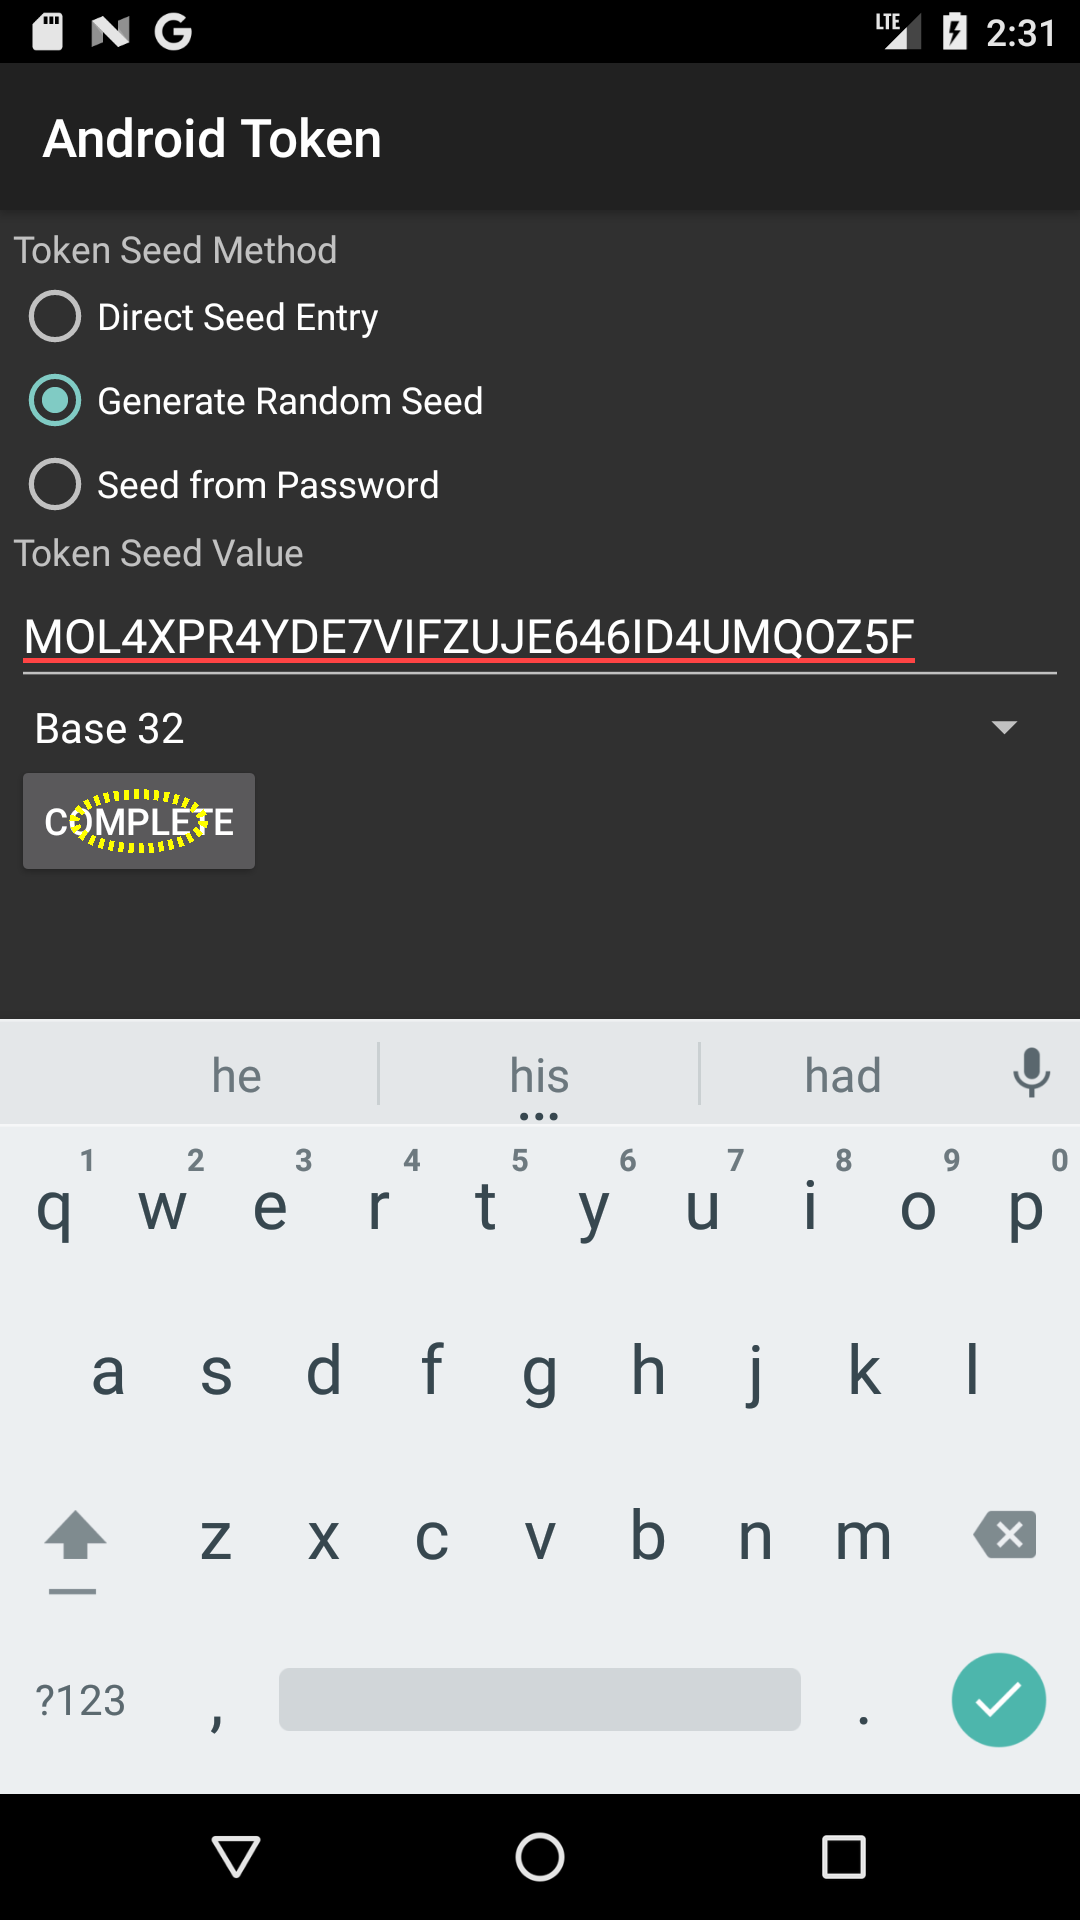 LTE 2:31
Android Token
Token Seed Method
Direct Seed Entry
Generate Random Seed
Seed from Password
Token Seed Value
MOL4XPR4YDE7VIFZUJE646ID4UMQOZ5F
Base 32
COMPLETE
he his had
1 2 3 4 5 6 7 8 9 0
q w e r t y u i o p
a s d f g h j k l
z x c v b n m
?123 , .